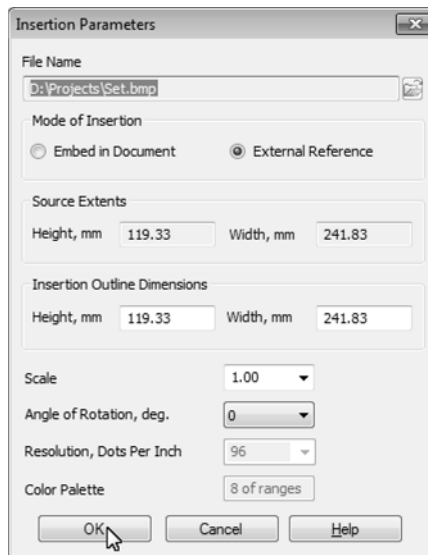 Insertion Parameters
File Name
D:\Projects\Set.bmp
Mode of Insertion
Embed in Document External Reference
Source Extents
Height, mm 119.33 Width, mm 241.83
Insertion Outline Dimensions
Height, mm 119.33 Width, mm 241.83
Scale 1.00
Angle of Rotation, deg. 0
Resolution, Dots Per Inch 96
Color Palette 8 of ranges
OK Cancel Help